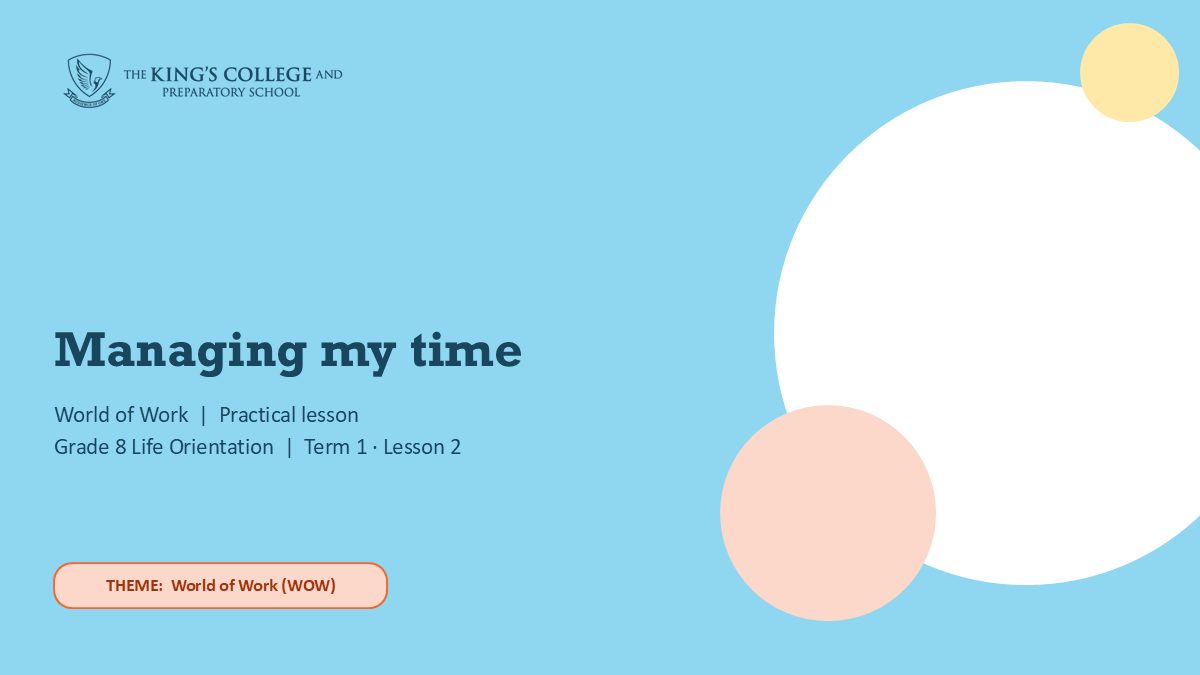 THE KING'S COLLEGE AND
PREPARATORY SCHOOL
Managing my time
World of Work | Practical lesson
Grade 8 Life Orientation | Term 1 · Lesson 2
THEME: World of Work (WOW)